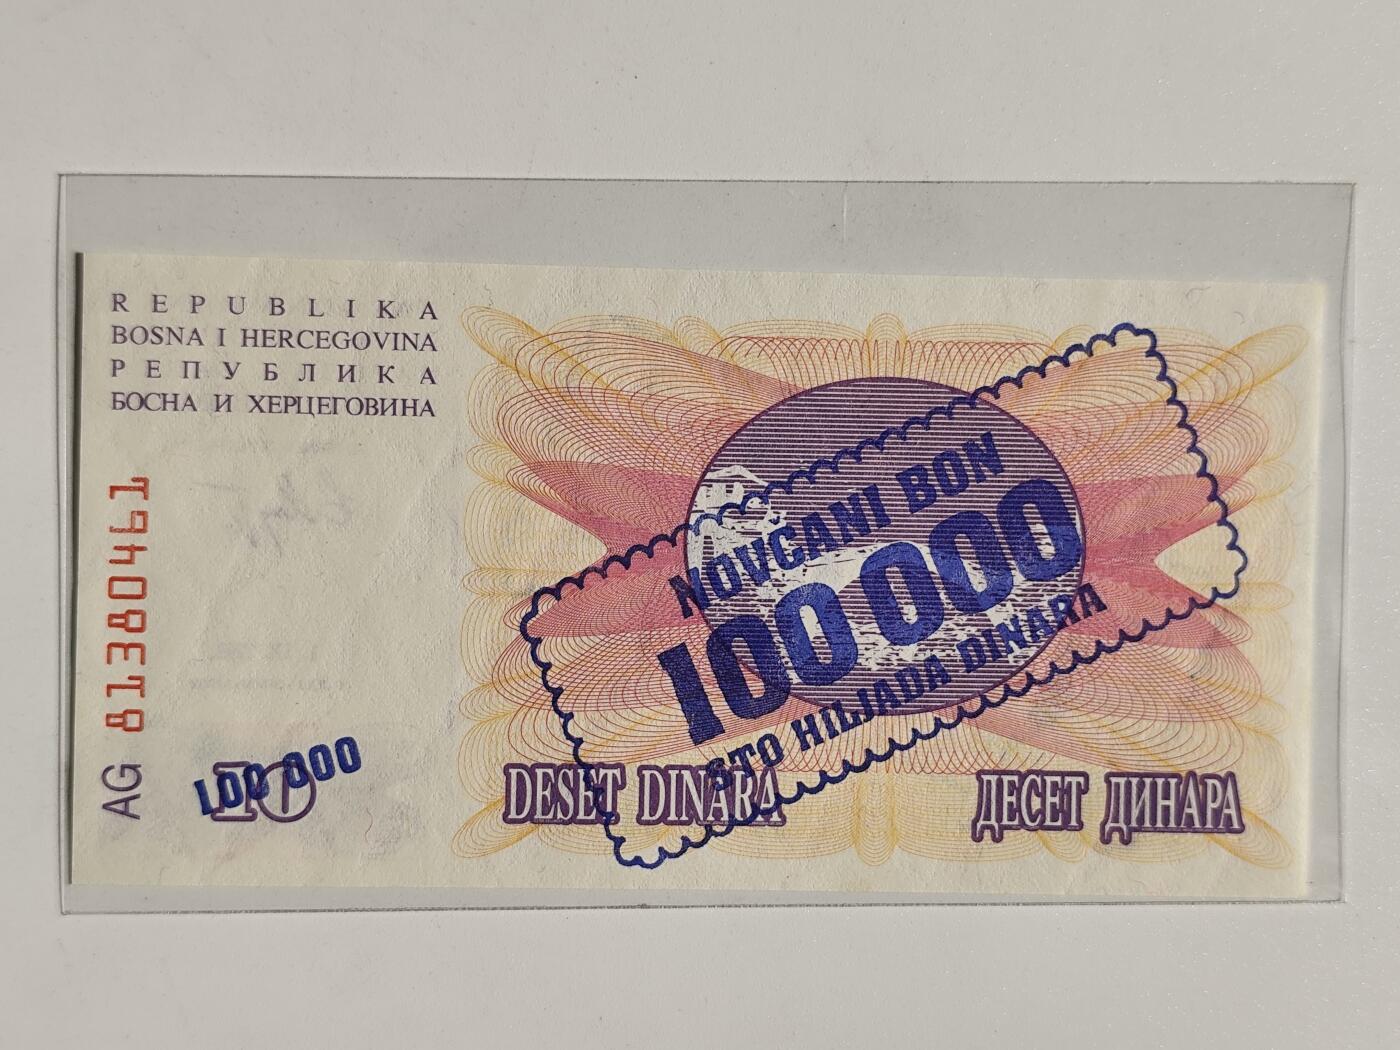 REPUBLIKA
BOSNA I HERCEGOVINA
РЕПУБЛИКА
БОСНА И ХЕРЦЕГОВИНА
AG 81380461
100 000
10
NOVČANI BON
100 000
STO HILJADA DINARA
DESET DINARA
ДЕСЕТ ДИНАРА